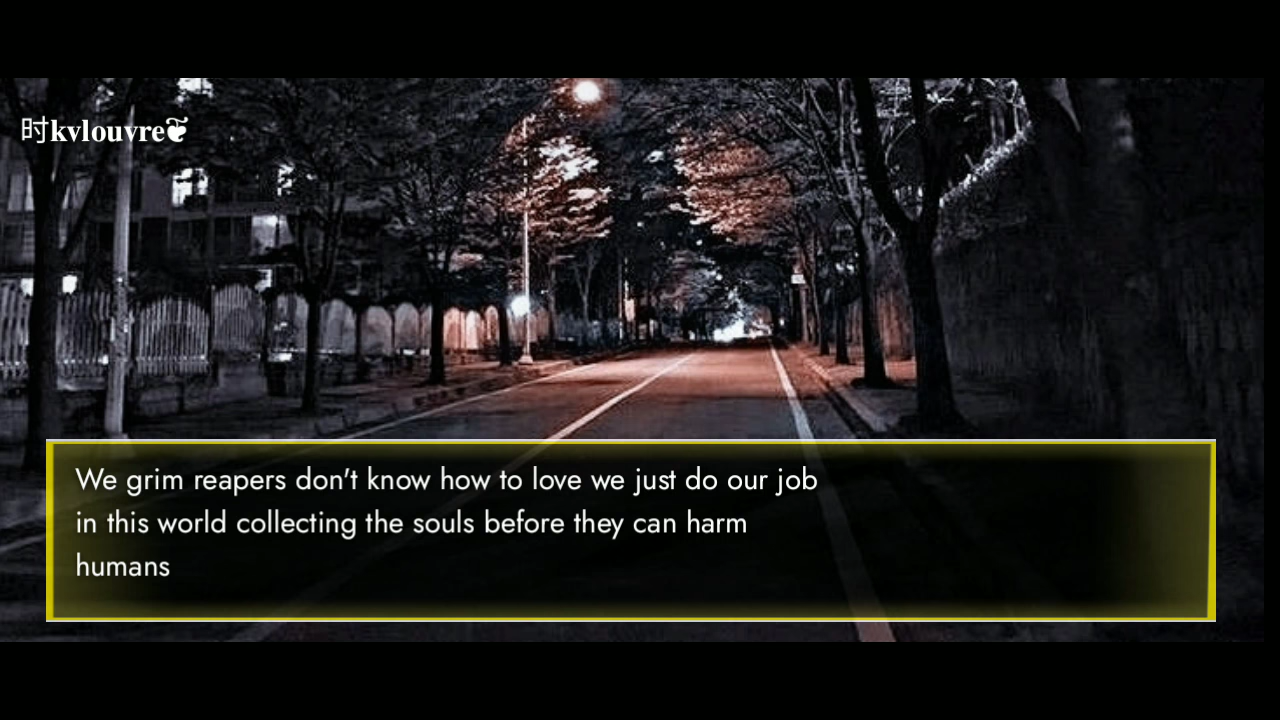 时kvlouvre❦
We grim reapers don't know how to love we just do our job
in this world collecting the souls before they can harm
humans